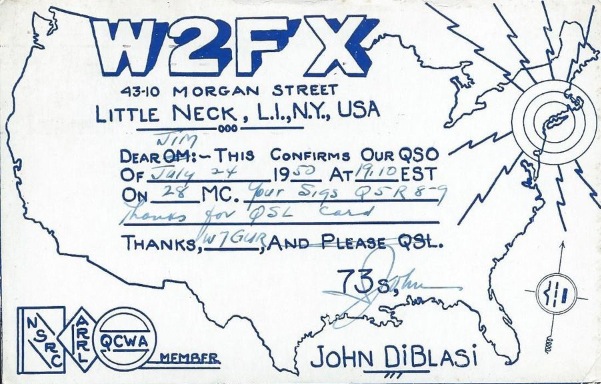 W2FX
43-10 MORGAN STREET
LITTLE NECK, L.I., N.Y., USA
Jim
DEAR OM:- THIS CONFIRMS OUR QSO
OF July 24 1950 AT 19:10 EST
ON 28 MC. Your Sigs Q5-R 8-9
thanks for QSL card
THANKS, W7GUR, AND PLEASE QSL.
73s, John
NSRC
ARRL
QCWA
MEMBER
JOHN DIBLASI